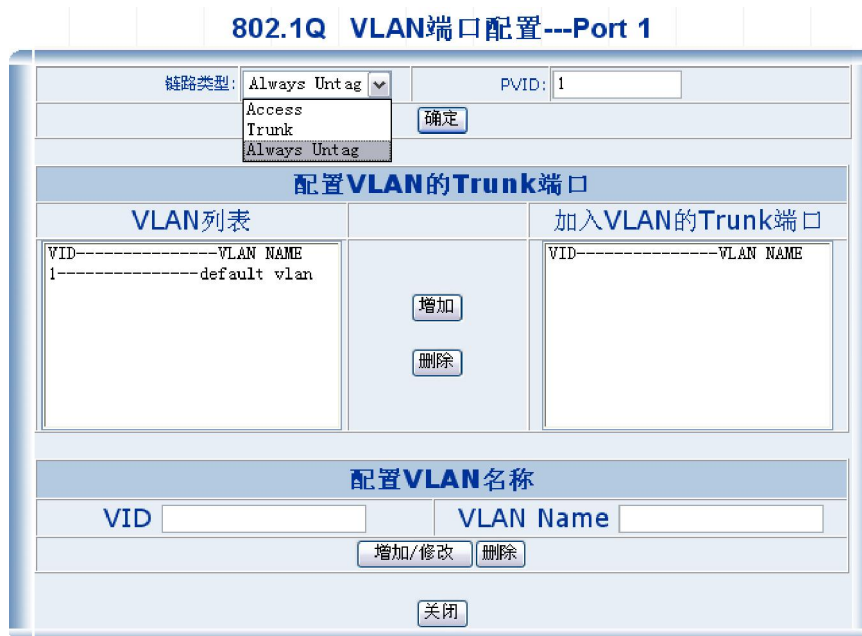 802.1Q VLAN端口配置---Port 1
链路类型: Always Untag PVID: 1
Access
Trunk
Always Untag
确定
配置VLAN的Trunk端口
VLAN列表 加入VLAN的Trunk端口
VID---------------VLAN NAME VID---------------VLAN NAME
1---------------default vlan
增加
删除
配置VLAN名称
VID VLAN Name
增加/修改 删除
关闭